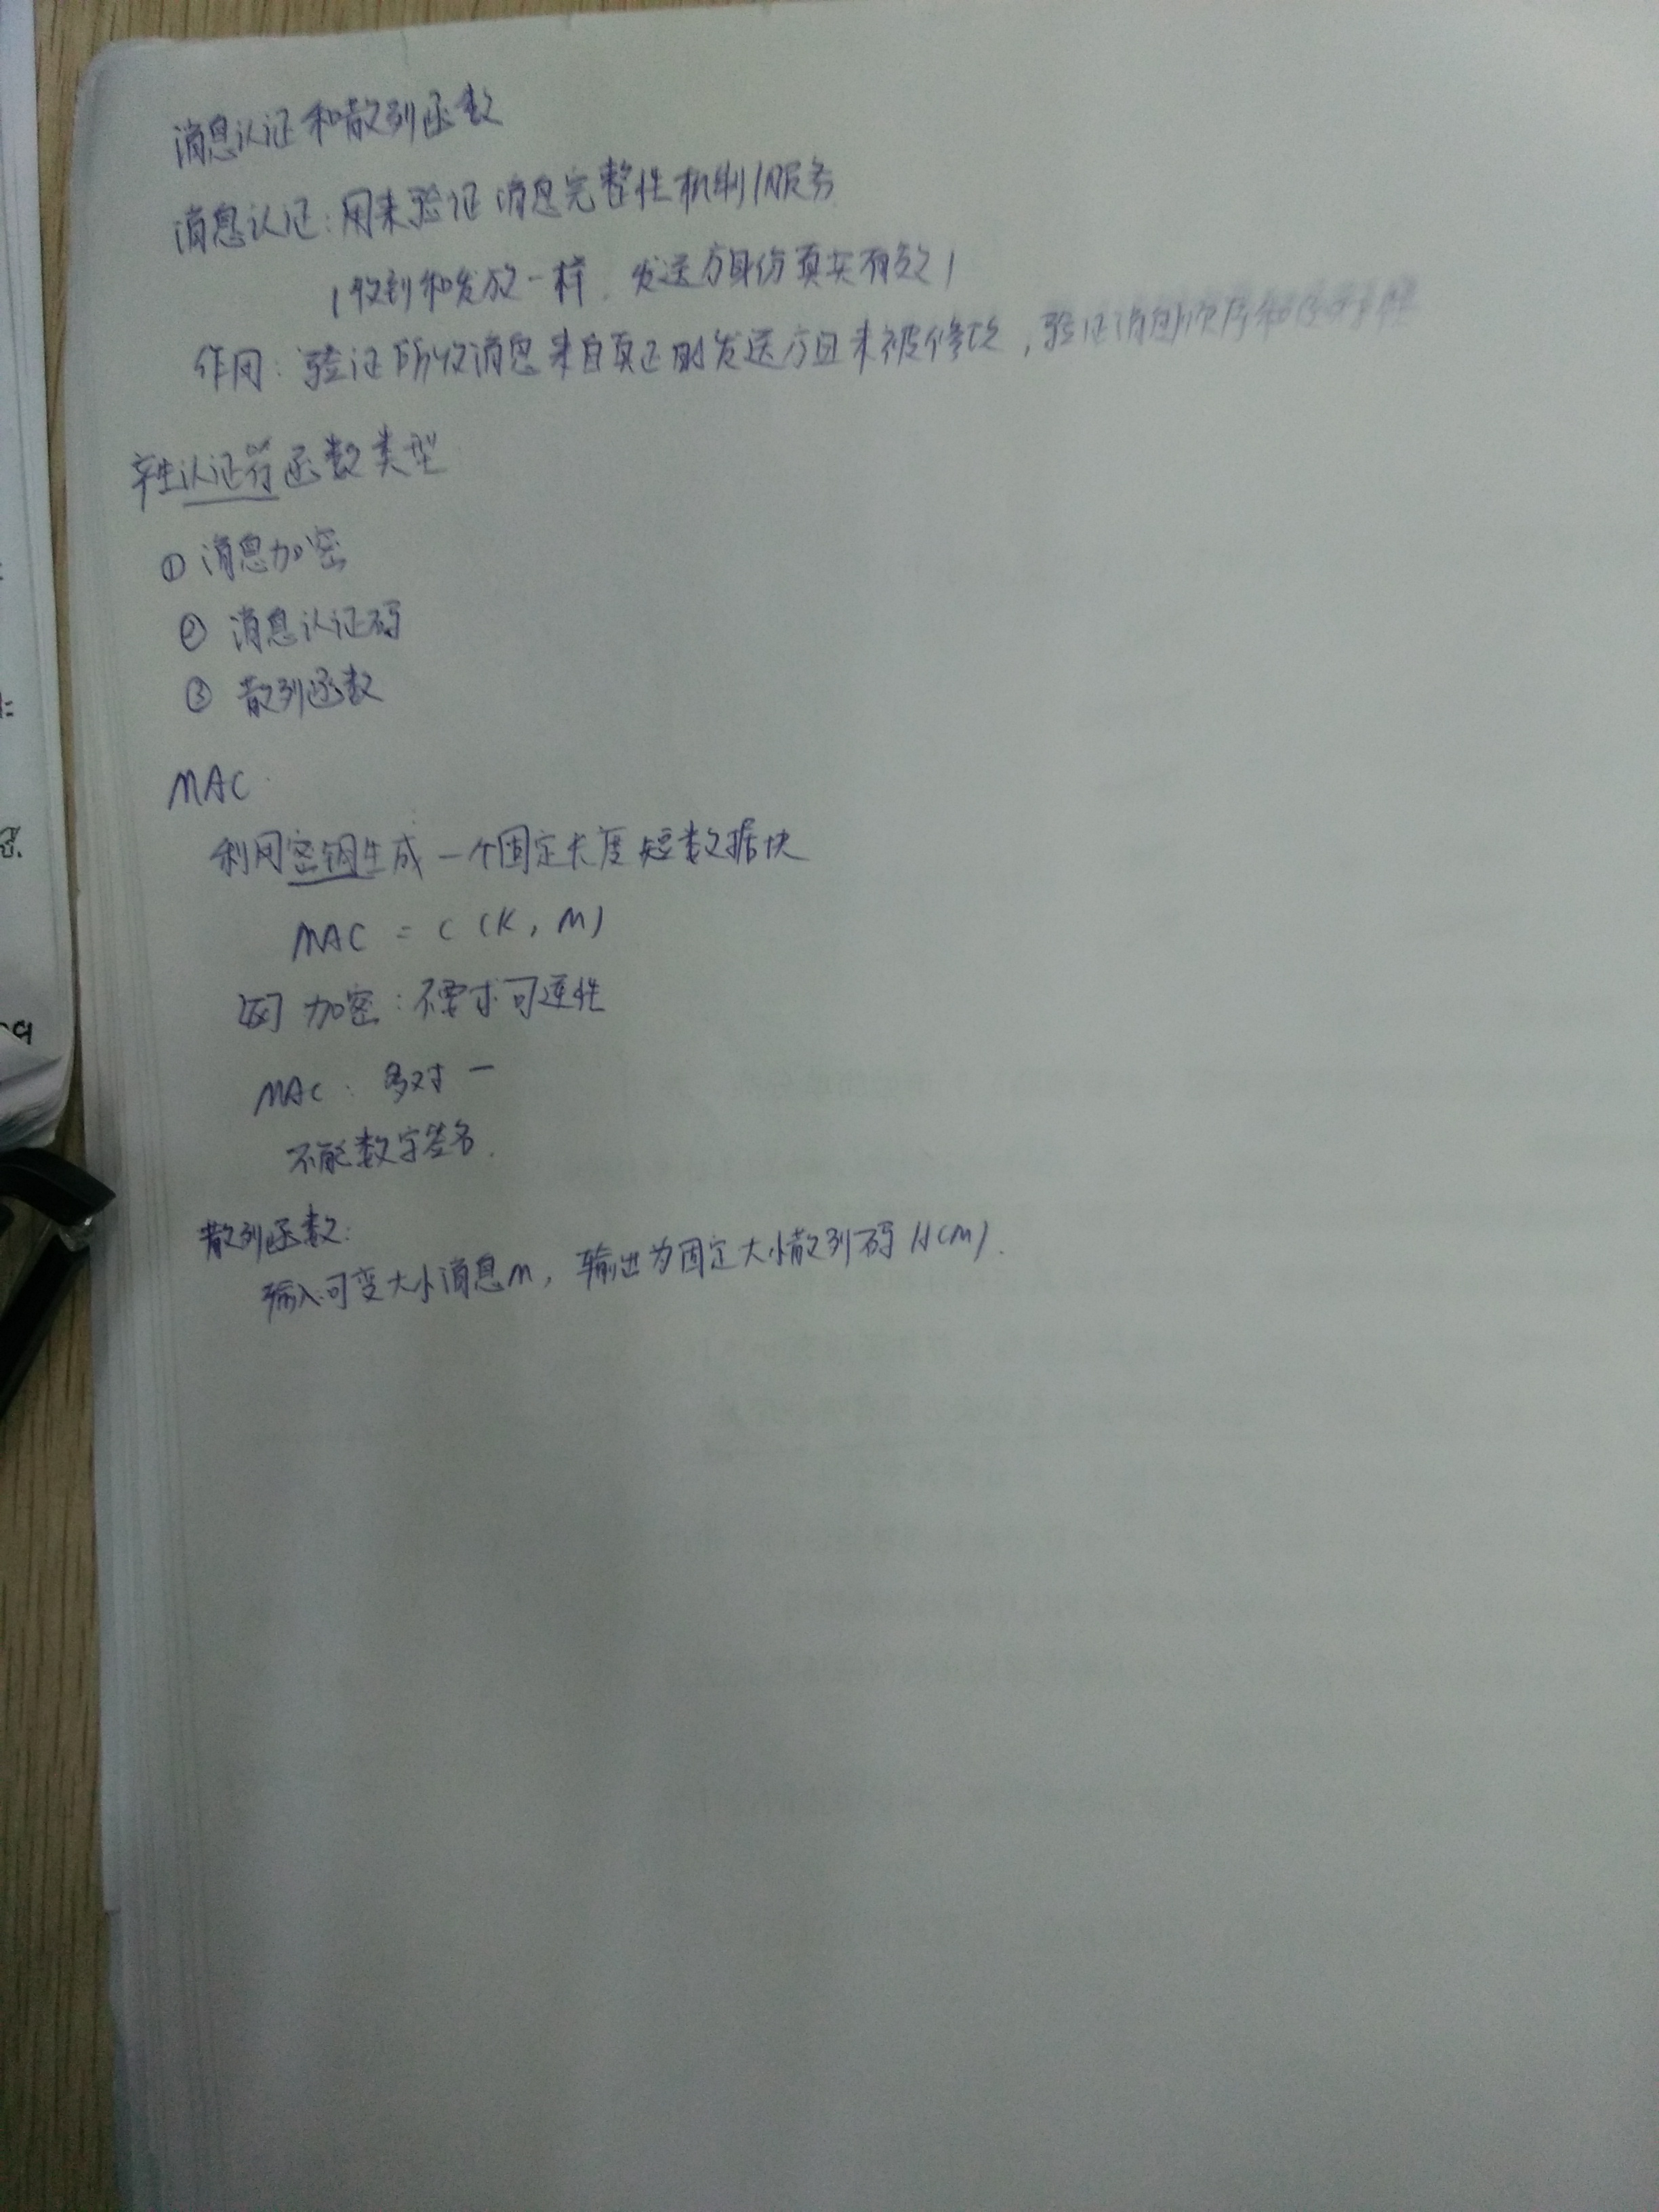 消息认证和散列函数
消息认证:用来验证消息完整性机制/服务
(收到和发放一样.发送方身份真实有效)
作用:验证所收消息来自真正的发送方且未被修改,验证消息顺序和
产生认证符函数类型
① 消息加密
② 消息认证码
③ 散列函数
MAC
利用密钥生成一个固定长度短数据块
MAC = C (K, M)
加密:不要求可逆性
MAC:多对一
不能数字签名.
散列函数:
输入可变大小消息M,输出为固定大小散列码H(M).